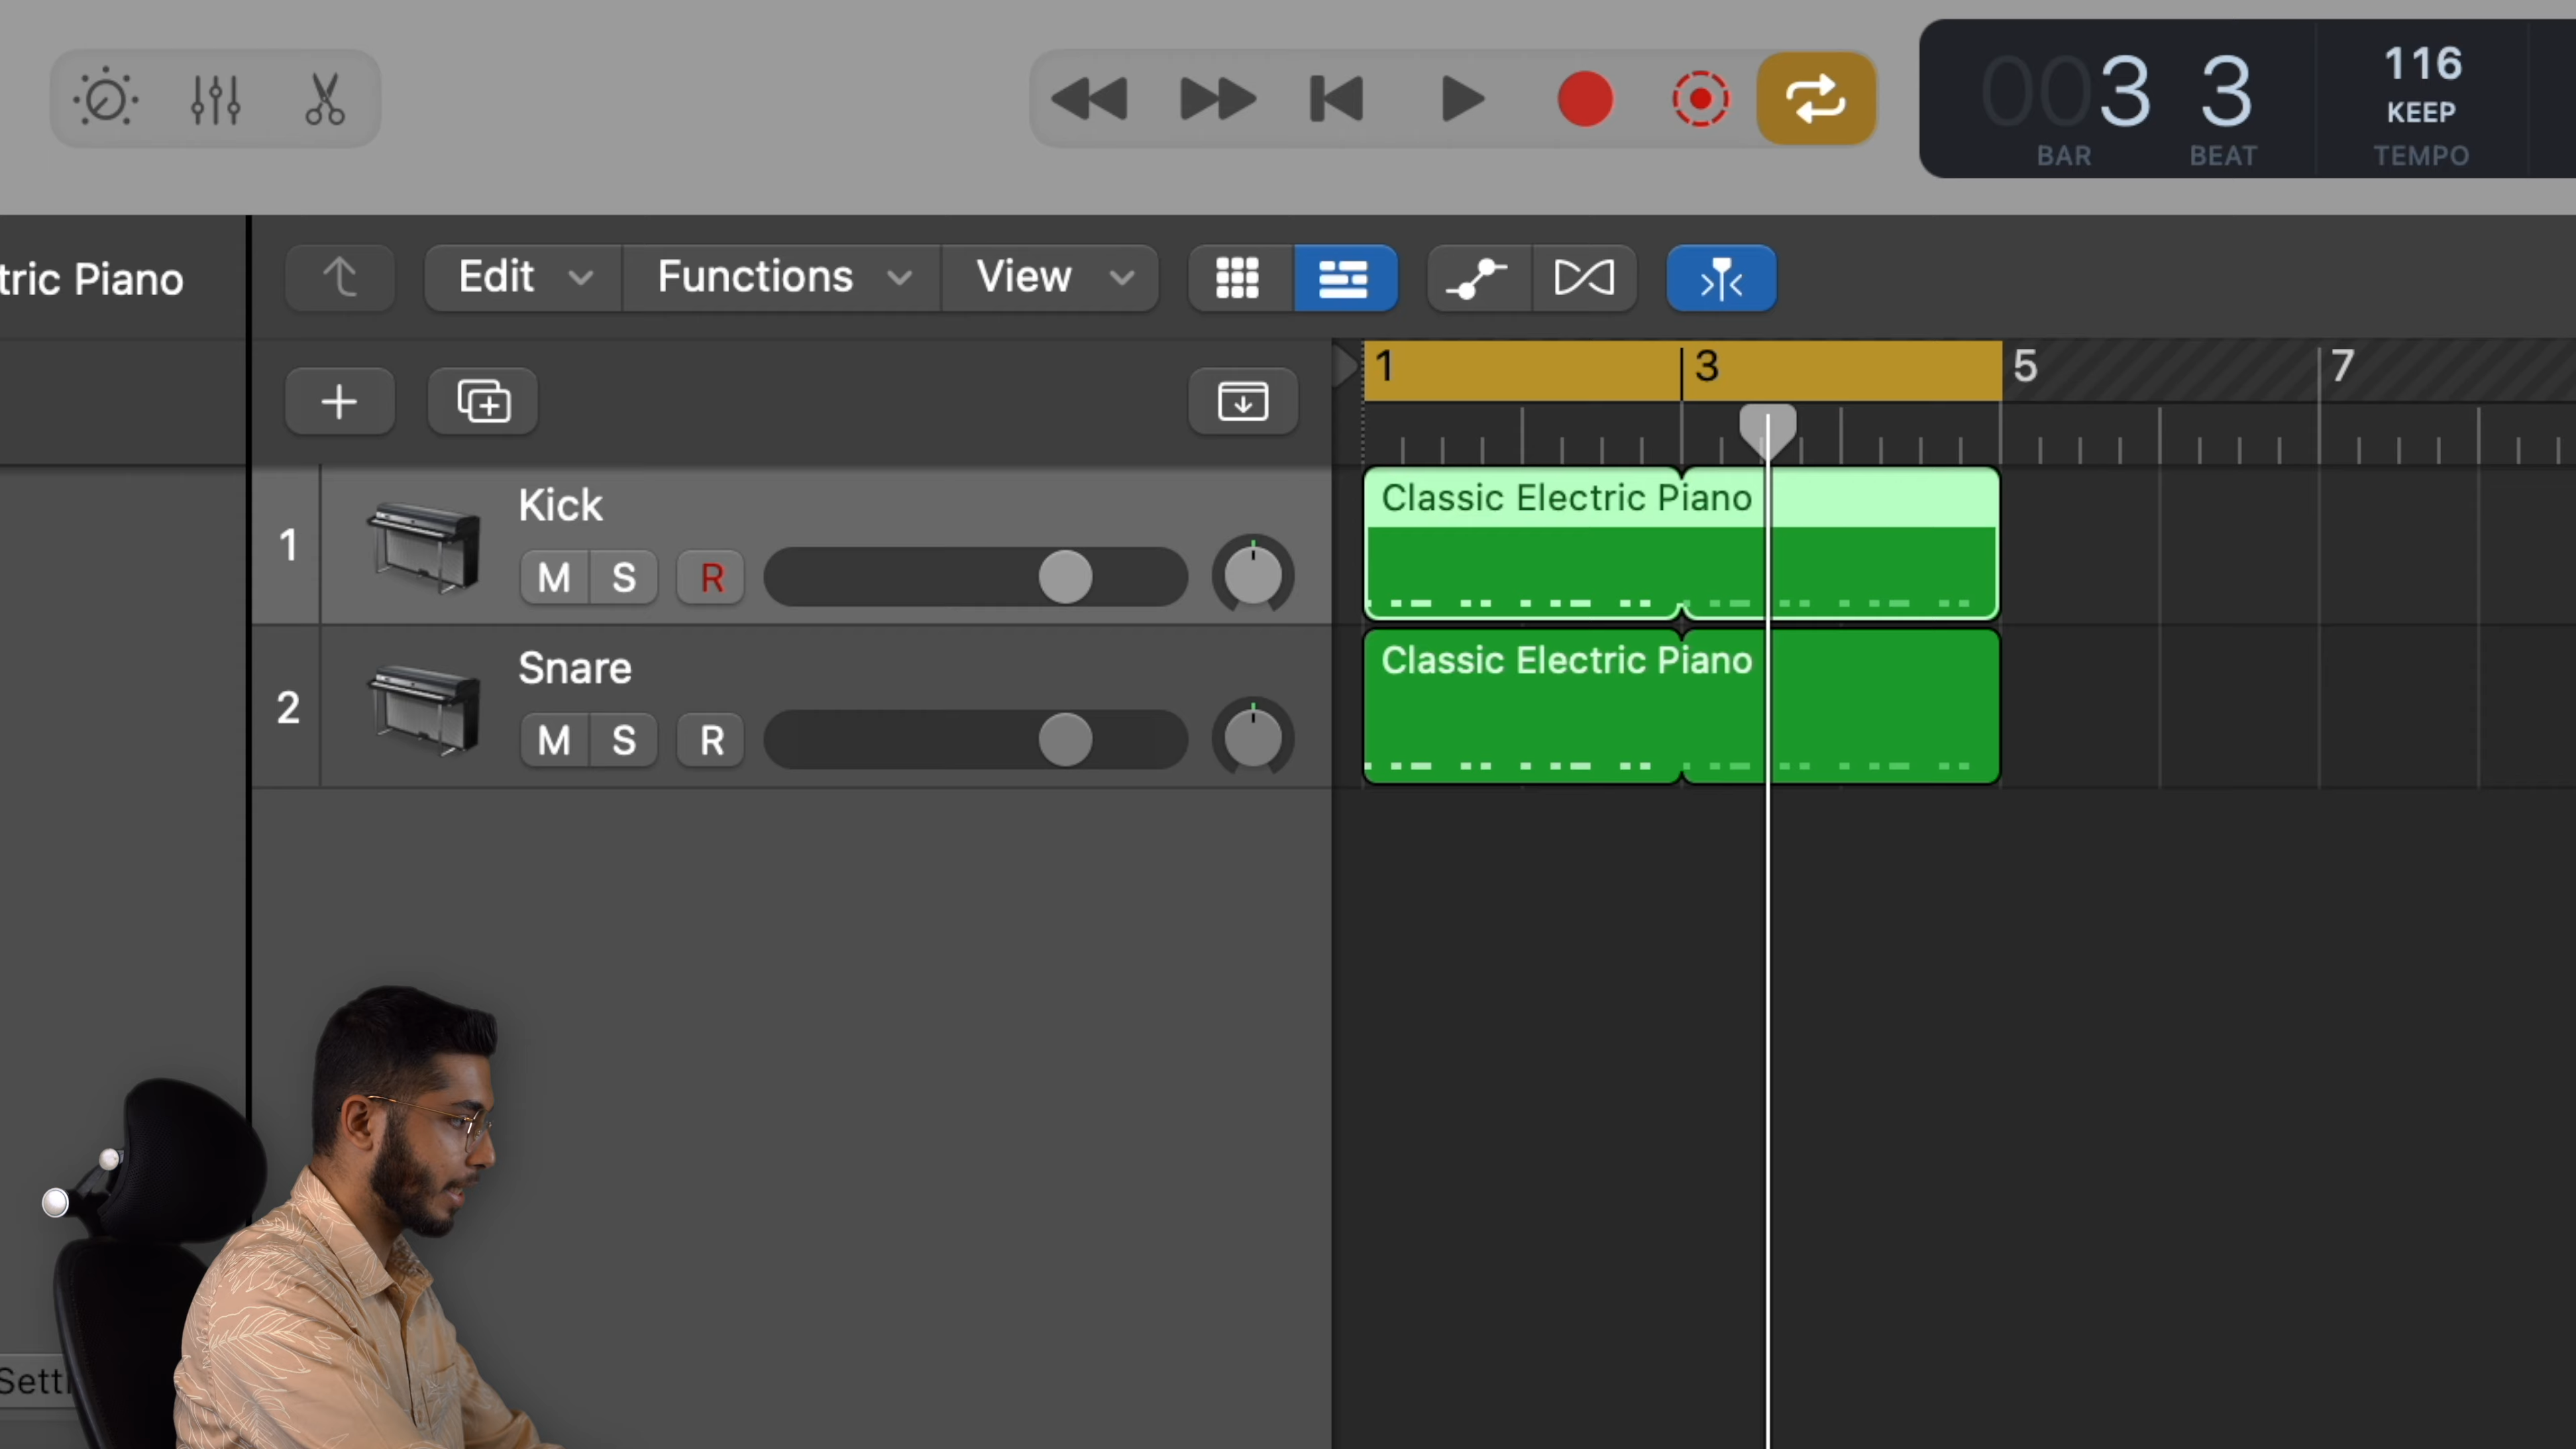 003 3
116
KEEP
BAR BEAT TEMPO
tric Piano
Edit Functions View
1 3 5 7
1
Kick
M S R
Classic Electric Piano
2
Snare
M S R
Classic Electric Piano
Setti